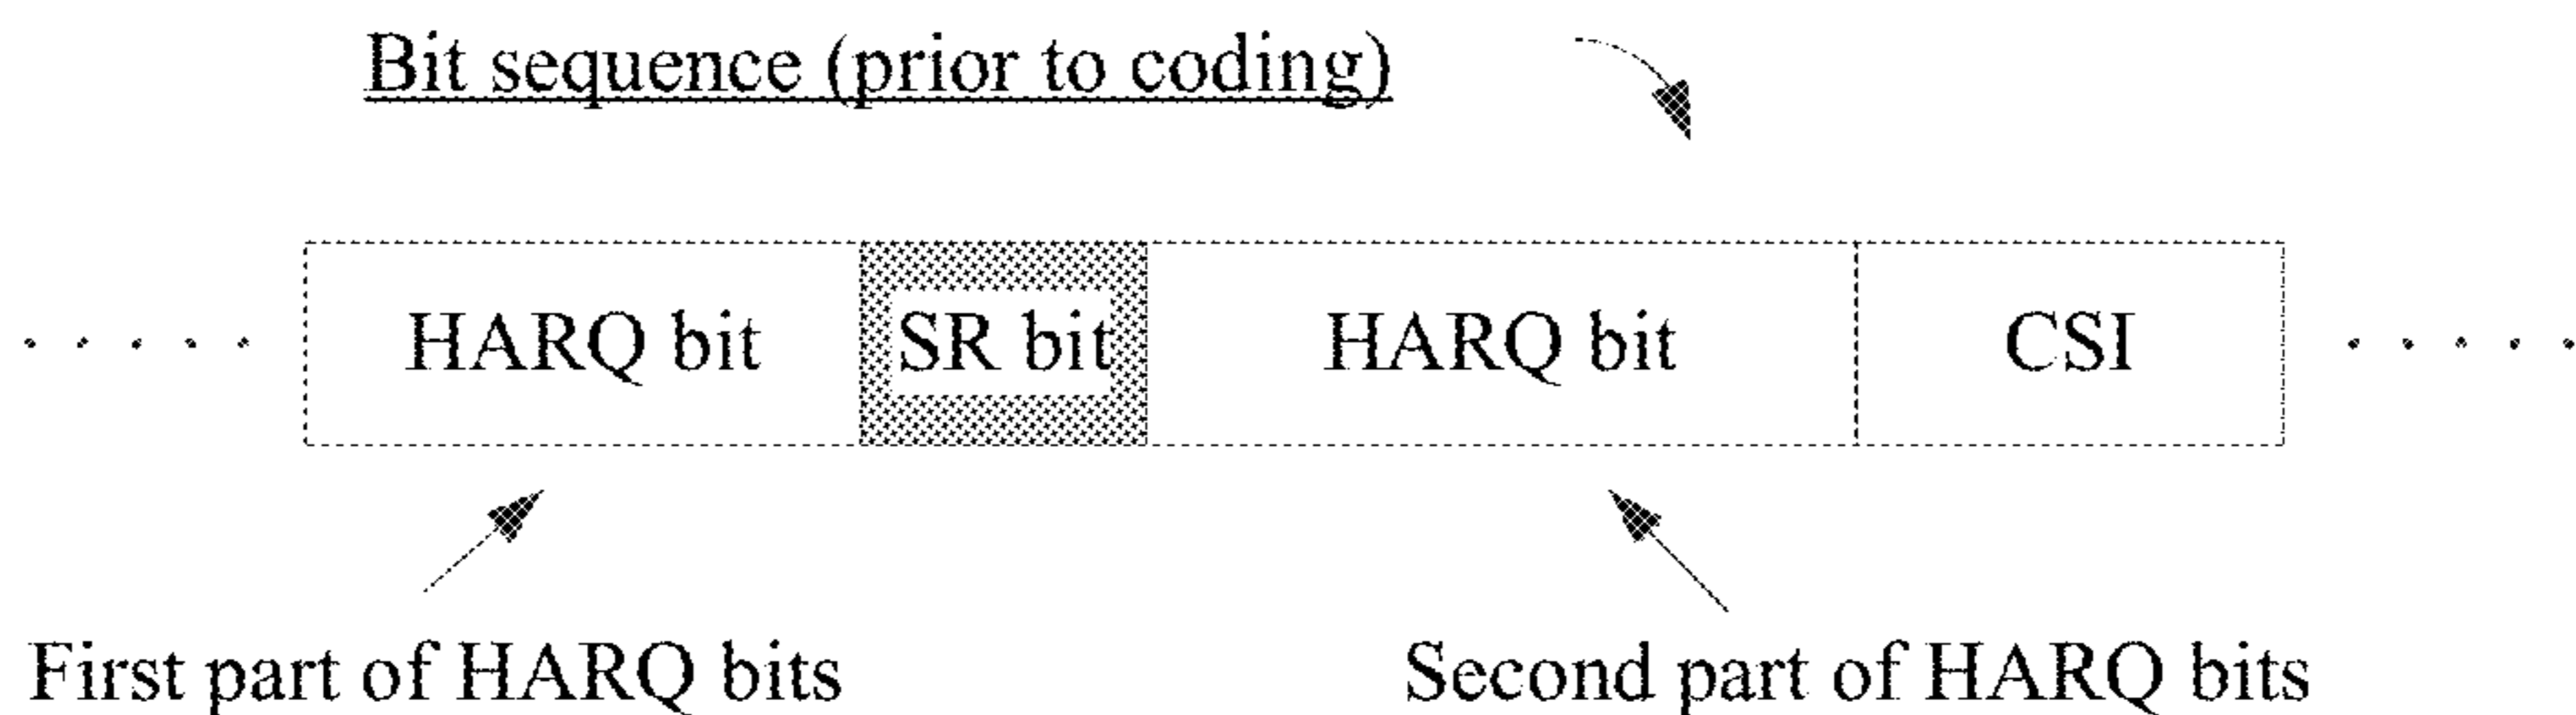 Bit sequence (prior to coding)
HARQ bit SR bit HARQ bit CSI
First part of HARQ bits Second part of HARQ bits